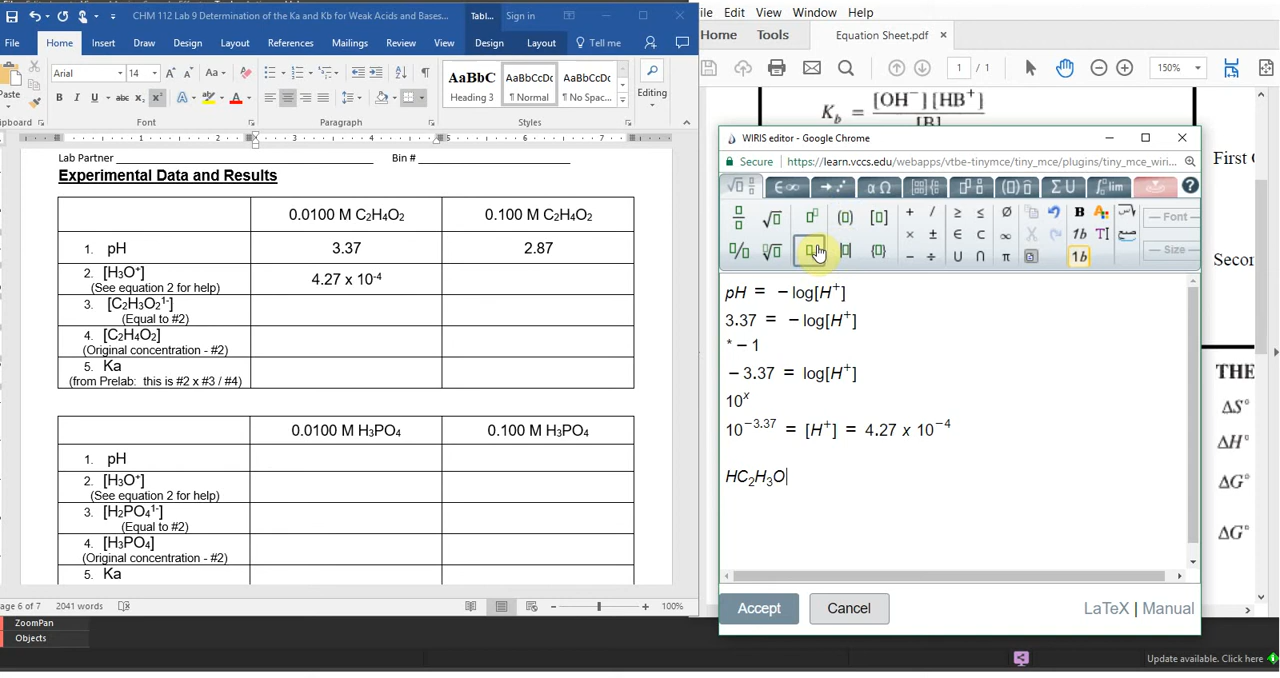 CHM 112 Lab 9 Determination of the Ka and Kb for Weak Acids and Bases...
Tabl...
Sign in
File Home Insert Draw Design Layout References Mailings Review View Design Layout Tell me
Paste
Arial 14
Clipboard Font Paragraph Styles
AaBbC AaBbCcDc AaBbCcDc
Heading 3 ¶ Normal ¶ No Spac...
Editing
Lab Partner Bin #
Experimental Data and Results
0.0100 M C₂H₄O₂ 0.100 M C₂H₄O₂
1. pH 3.37 2.87
2. [H₃O⁺] 4.27 x 10⁻⁴
(See equation 2 for help)
3. [C₂H₃O₂¹⁻]
(Equal to #2)
4. [C₂H₄O₂]
(Original concentration - #2)
5. Ka
(from Prelab: this is #2 x #3 / #4)
0.0100 M H₃PO₄ 0.100 M H₃PO₄
1. pH
2. [H₃O⁺]
(See equation 2 for help)
3. [H₂PO₄¹⁻]
(Equal to #2)
4. [H₃PO₄]
(Original concentration - #2)
5. Ka
Page 6 of 7 2041 words 100%
ZoomPan
Objects
File Edit View Window Help
Home Tools Equation Sheet.pdf
1 / 1 150%
K_b = [OH⁻] [HB⁺]
[B]
WIRIS editor - Google Chrome
Secure https://learn.vccs.edu/webapps/vtbe-tinymce/tiny_mce/plugins/tiny_mce_wiri...
Font
Size
pH = − log[H⁺]
3.37 = − log[H⁺]
* − 1
− 3.37 = log[H⁺]
10ˣ
10⁻³·³⁷ = [H⁺] = 4.27 x 10⁻⁴
HC₂H₃O
Accept Cancel LaTeX | Manual
First
Secor
THE
ΔS°
ΔH°
ΔG°
ΔG°
Update available. Click here